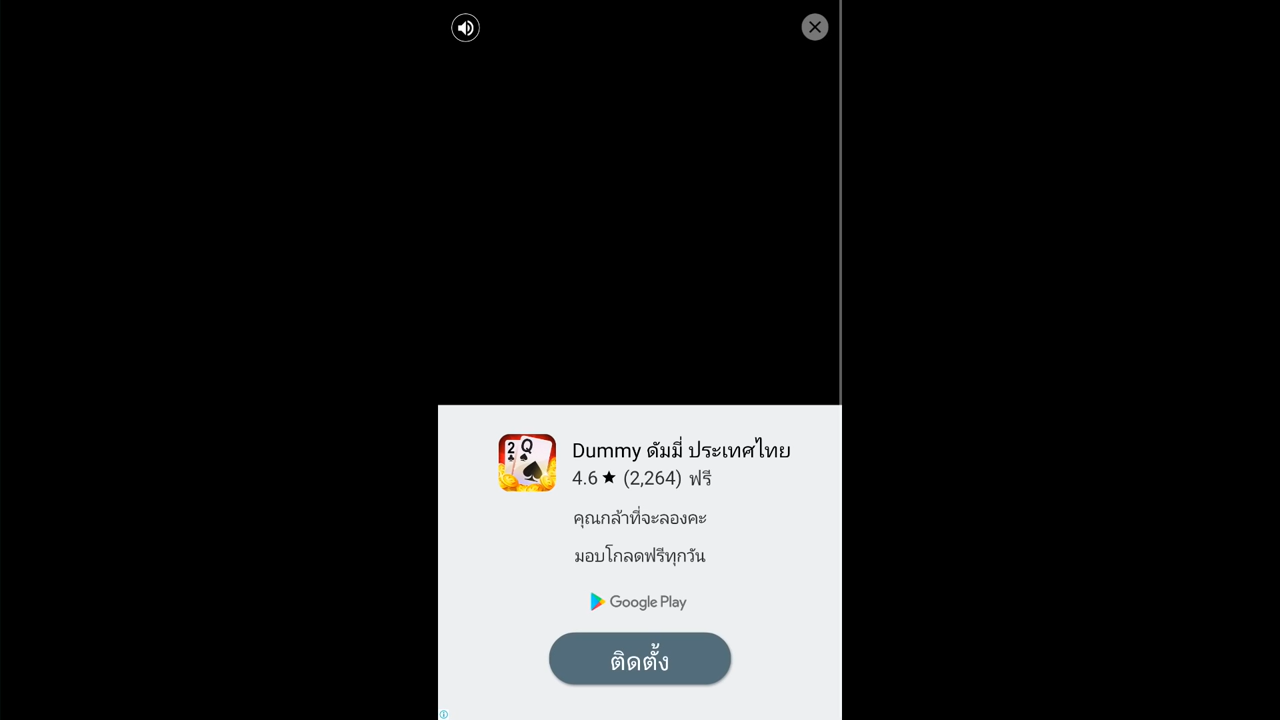 2 Q
Dummy ดัมมี่ ประเทศไทย
4.6 ★ (2,264) ฟรี
คุณกล้าที่จะลองคะ
มอบโกลดฟรีทุกวัน
Google Play
ติดตั้ง